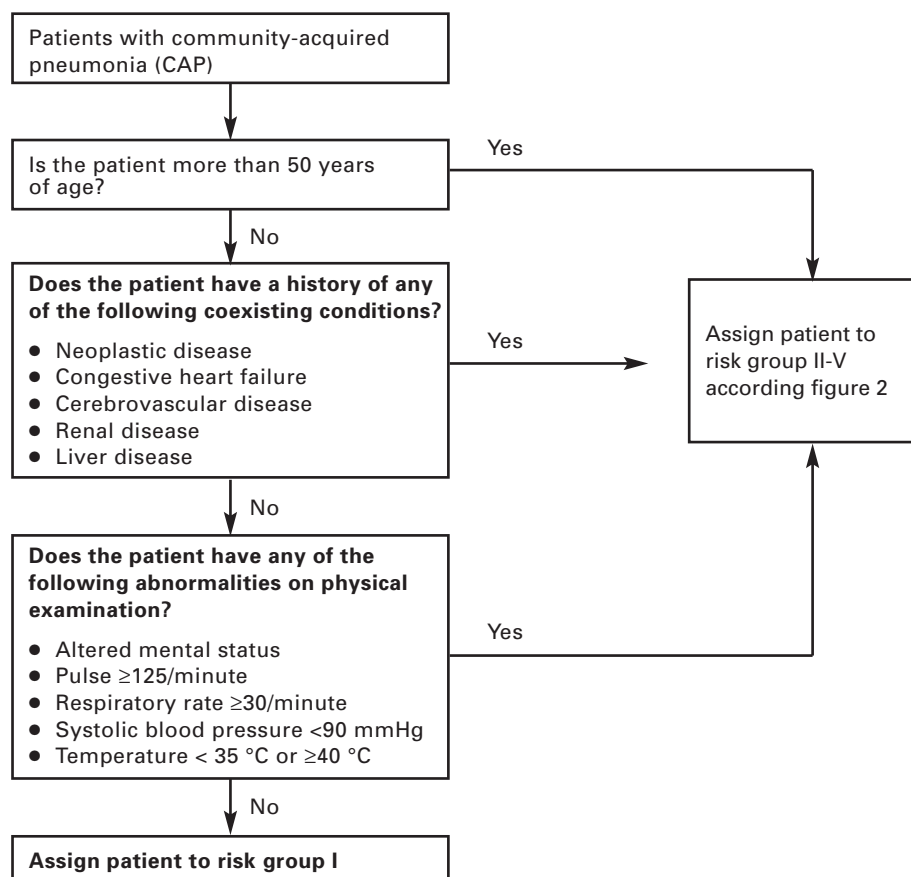 Patients with community-acquired
pneumonia (CAP)
Is the patient more than 50 years
of age?
Yes
No
Does the patient have a history of any
of the following coexisting conditions?
● Neoplastic disease
● Congestive heart failure
● Cerebrovascular disease
● Renal disease
● Liver disease
Yes
Assign patient to
risk group II-V
according figure 2
No
Does the patient have any of the
following abnormalities on physical
examination?
● Altered mental status
● Pulse ≥125/minute
● Respiratory rate ≥30/minute
● Systolic blood pressure <90 mmHg
● Temperature < 35 °C or ≥40 °C
Yes
No
Assign patient to risk group I